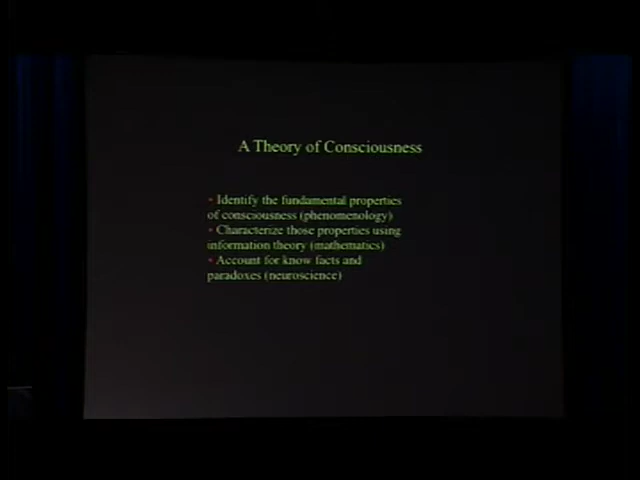 A Theory of Consciousness
• Identify the fundamental properties
of consciousness (phenomenology)
• Characterize those properties using
information theory (mathematics)
• Account for know facts and
paradoxes (neuroscience)